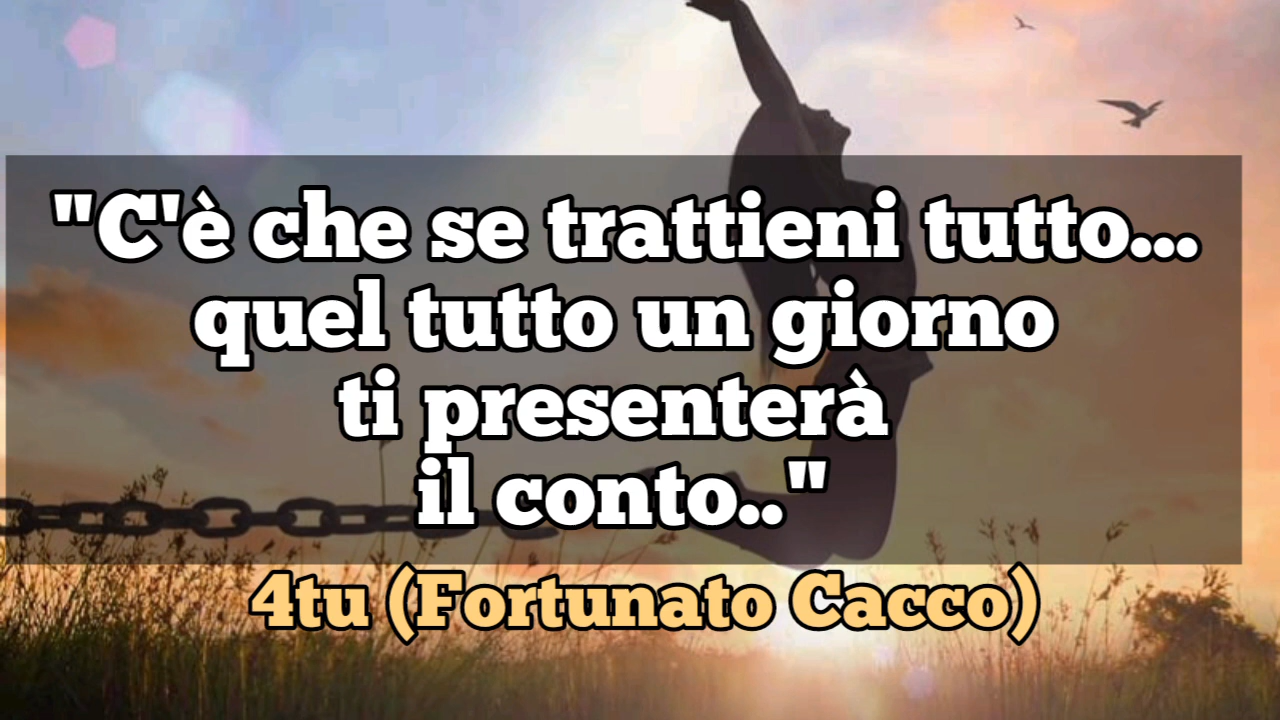 "C'è che se trattieni tutto...
quel tutto un giorno
ti presenterà
il conto.."
4tu (Fortunato Cacco)